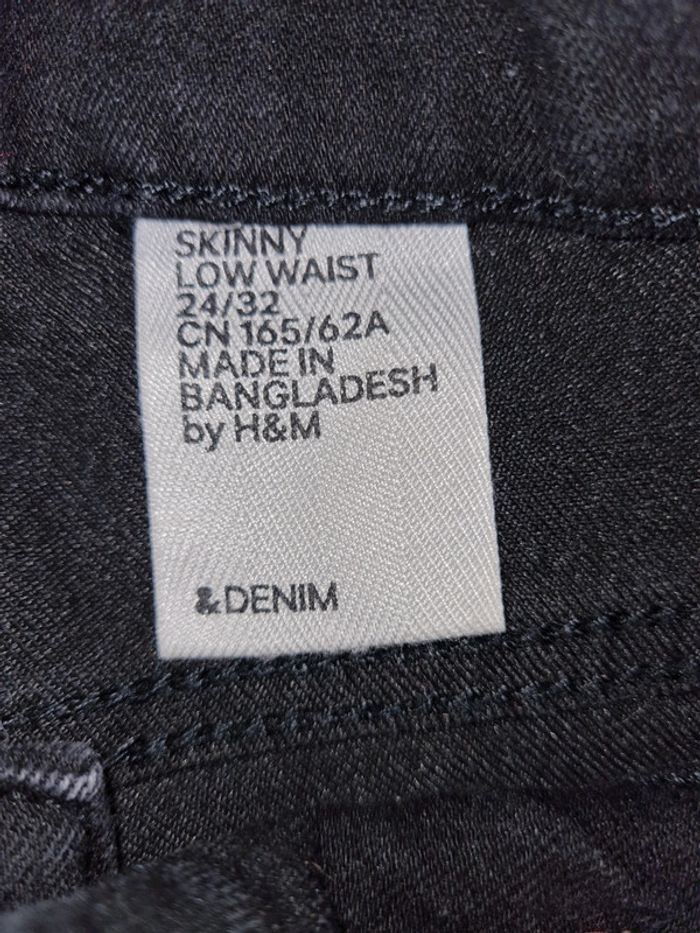 SKINNY
LOW WAIST
24/32
CN 165/62A
MADE IN
BANGLADESH
by H&M
&DENIM